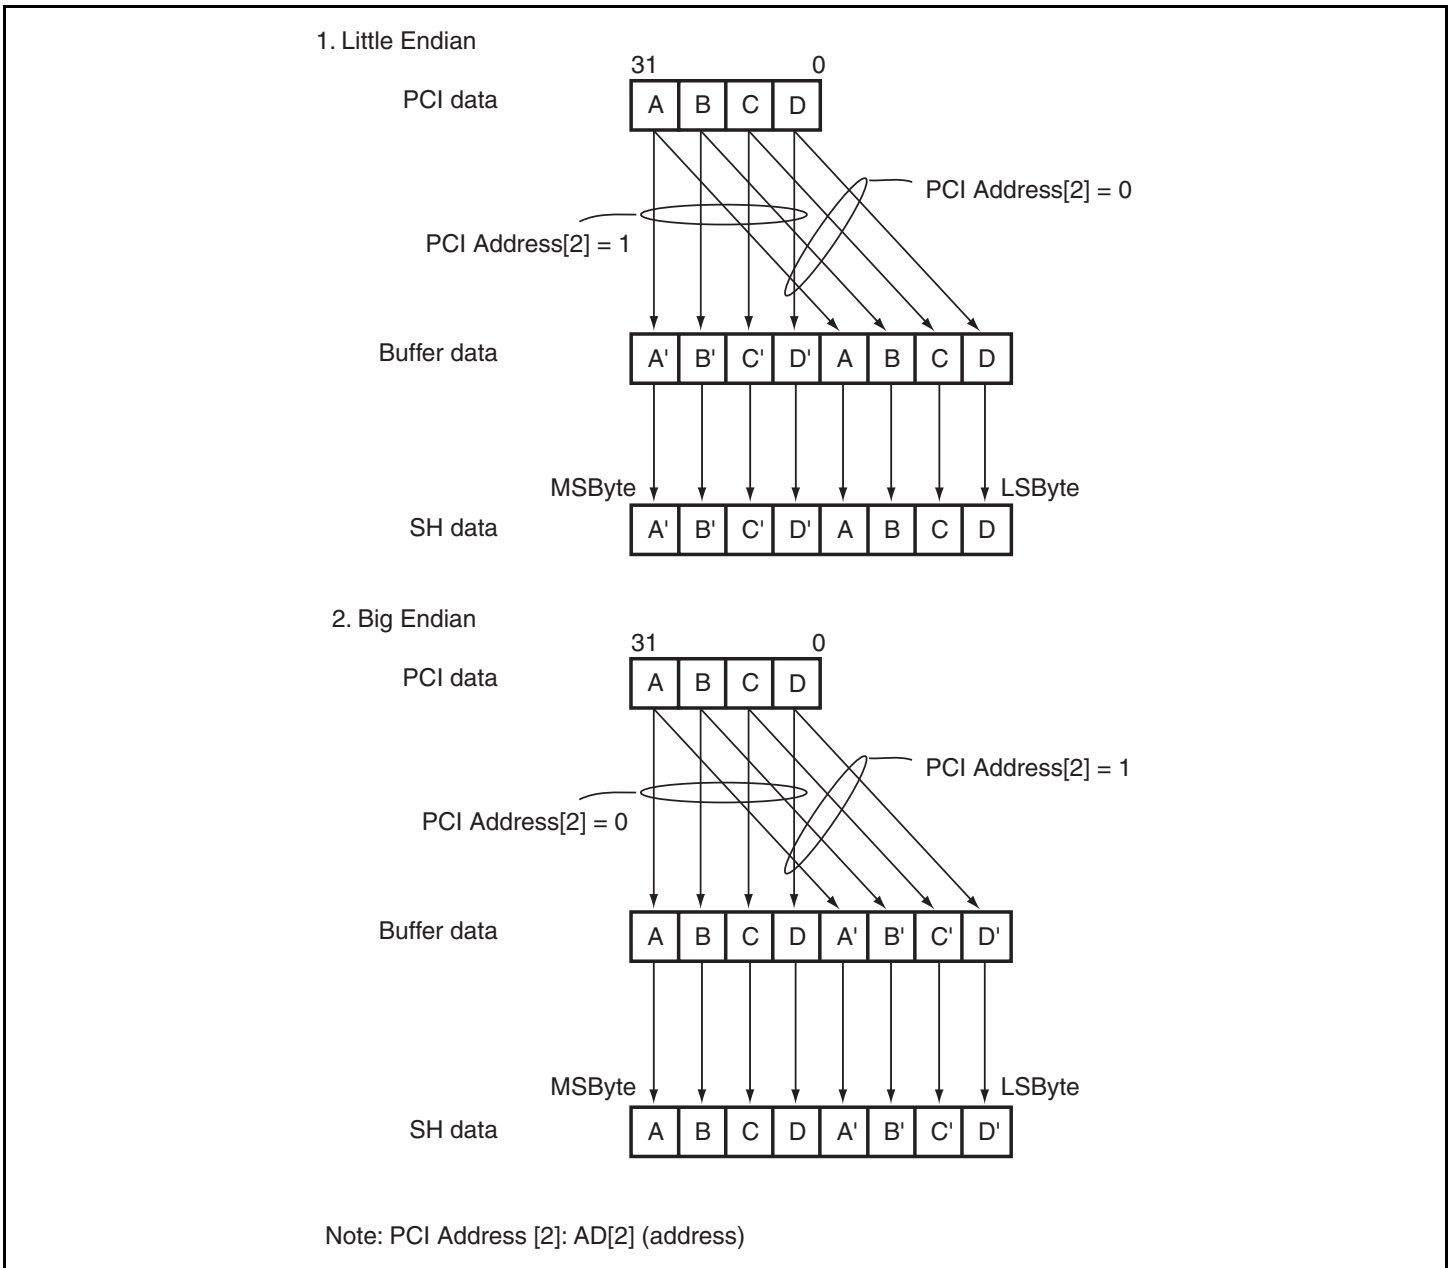 1. Little Endian
31 0
PCI data A B C D
PCI Address[2] = 0
PCI Address[2] = 1
Buffer data A' B' C' D' A B C D
MSByte LSByte
SH data A' B' C' D' A B C D
2. Big Endian
31 0
PCI data A B C D
PCI Address[2] = 1
PCI Address[2] = 0
Buffer data A B C D A' B' C' D'
MSByte LSByte
SH data A B C D A' B' C' D'
Note: PCI Address [2]: AD[2] (address)